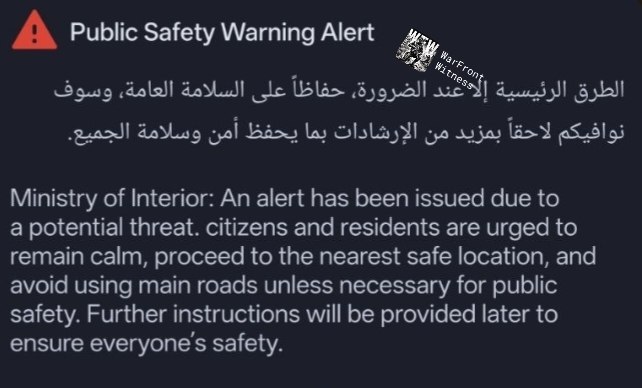 Public Safety Warning Alert
WFW WarFront
Witness
الطرق الرئيسية إلّا عند الضرورة، حفاظاً على السلامة العامة، وسوف
نوافيكم لاحقاً بمزيد من الإرشادات بما يحفظ أمن وسلامة الجميع.
Ministry of Interior: An alert has been issued due to
a potential threat. citizens and residents are urged to
remain calm, proceed to the nearest safe location, and
avoid using main roads unless necessary for public
safety. Further instructions will be provided later to
ensure everyone's safety.